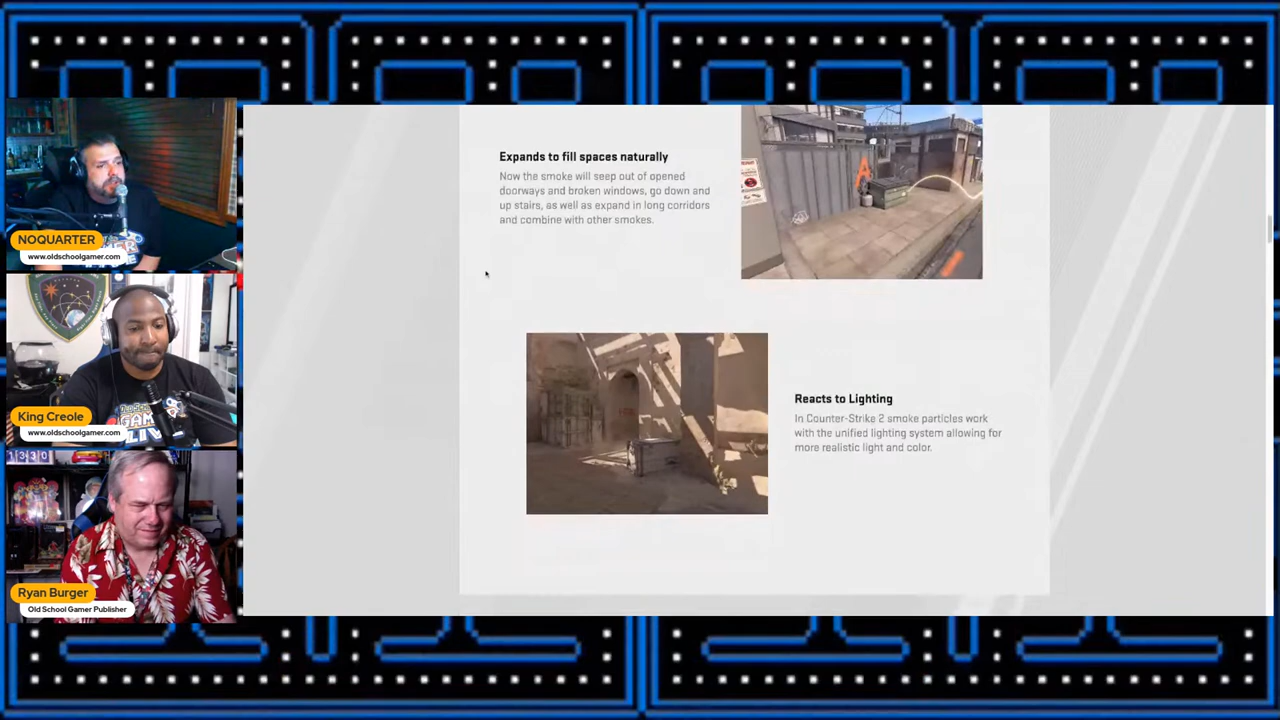 NOQUARTER
www.oldschoolgamer.com
King Creole
www.oldschoolgamer.com
1330
Ryan Burger
Old School Gamer Publisher
Expands to fill spaces naturally
Now the smoke will seep out of opened
doorways and broken windows, go down and
up stairs, as well as expand in long corridors
and combine with other smokes.
A
Reacts to Lighting
In Counter-Strike 2 smoke particles work
with the unified lighting system allowing for
more realistic light and color.